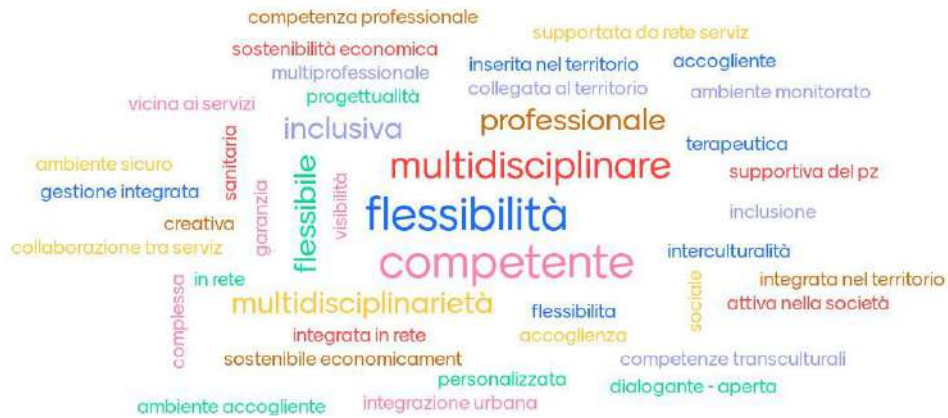 competenza professionale
supportata da rete serviz
sostenibilità economica
inserita nel territorio
accogliente
multiprofessionale
collegata al territorio
ambiente monitorato
vicina ai servizi
progettualità
inclusiva
professionale
sanitaria
terapeutica
ambiente sicuro
flessibile
multidisciplinare
supportiva del pz
gestione integrata
garanzia
visibilità
flessibilità
inclusione
creativa
collaborazione tra serviz
interculturalità
competente
in rete
complessa
integrata nel territorio
sociale
multidisciplinarietà
flessibilita
attiva nella società
integrata in rete
accoglienza
sostenibile economicament
competenze transculturali
personalizzata
dialogante - aperta
ambiente accogliente
integrazione urbana